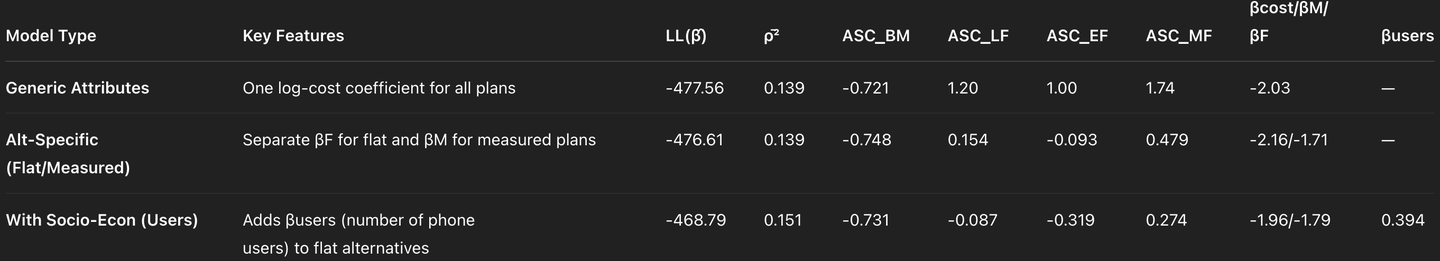 βcost/βM/
Model Type Key Features LL(β̂) ρ̄² ASC_BM ASC_LF ASC_EF ASC_MF βF βusers
Generic Attributes One log-cost coefficient for all plans -477.56 0.139 -0.721 1.20 1.00 1.74 -2.03 —
Alt-Specific Separate βF for flat and βM for measured plans -476.61 0.139 -0.748 0.154 -0.093 0.479 -2.16/-1.71 —
(Flat/Measured)
With Socio-Econ (Users) Adds βusers (number of phone -468.79 0.151 -0.731 -0.087 -0.319 0.274 -1.96/-1.79 0.394
users) to flat alternatives